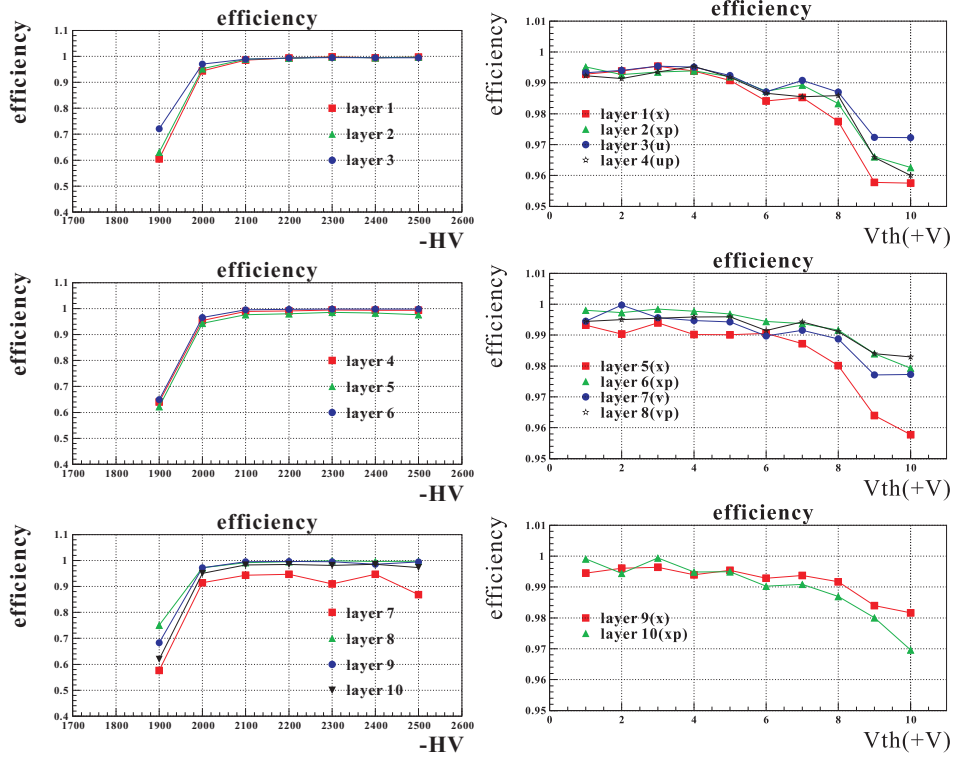 efficiency
efficiency
1.1
1
0.9
0.8
0.7
0.6
0.5
0.4
layer 1
layer 2
layer 3
1700 1800 1900 2000 2100 2200 2300 2400 2500 2600
-HV
efficiency
efficiency
1.01
1
0.99
0.98
0.97
0.96
0.95
layer 1(x)
layer 2(xp)
layer 3(u)
layer 4(up)
0 2 4 6 8 10
Vth(+V)
efficiency
efficiency
1.1
1
0.9
0.8
0.7
0.6
0.5
0.4
layer 4
layer 5
layer 6
1700 1800 1900 2000 2100 2200 2300 2400 2500 2600
-HV
efficiency
efficiency
1.01
1
0.99
0.98
0.97
0.96
0.95
layer 5(x)
layer 6(xp)
layer 7(v)
layer 8(vp)
0 2 4 6 8 10
Vth(+V)
efficiency
efficiency
1.1
1
0.9
0.8
0.7
0.6
0.5
0.4
layer 7
layer 8
layer 9
layer 10
1700 1800 1900 2000 2100 2200 2300 2400 2500 2600
-HV
efficiency
efficiency
1.01
1
0.99
0.98
0.97
0.96
0.95
layer 9(x)
layer 10(xp)
0 2 4 6 8 10
Vth(+V)